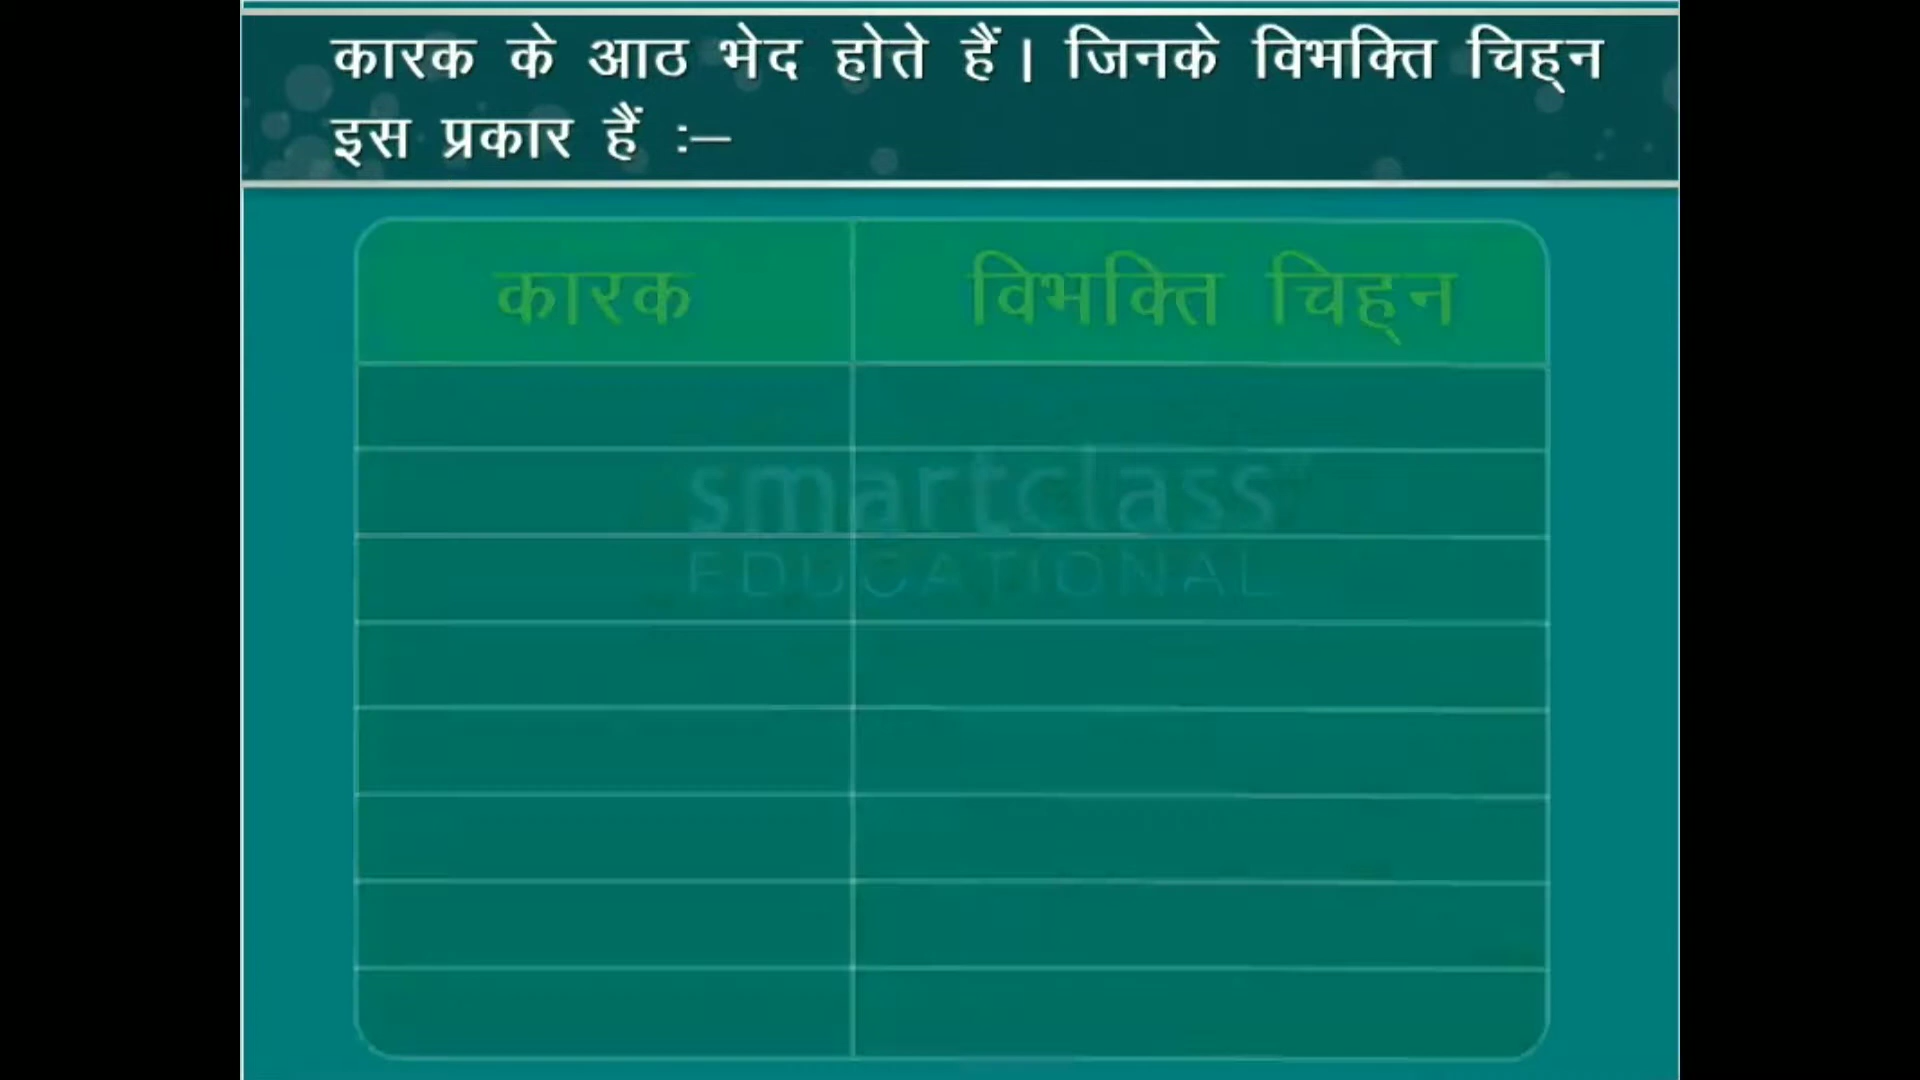 कारक के आठ भेद होते हैं। जिनके विभक्ति चिह्न
इस प्रकार हैं :–
कारक विभक्ति चिह्न
smartclass
EDUCATIONAL